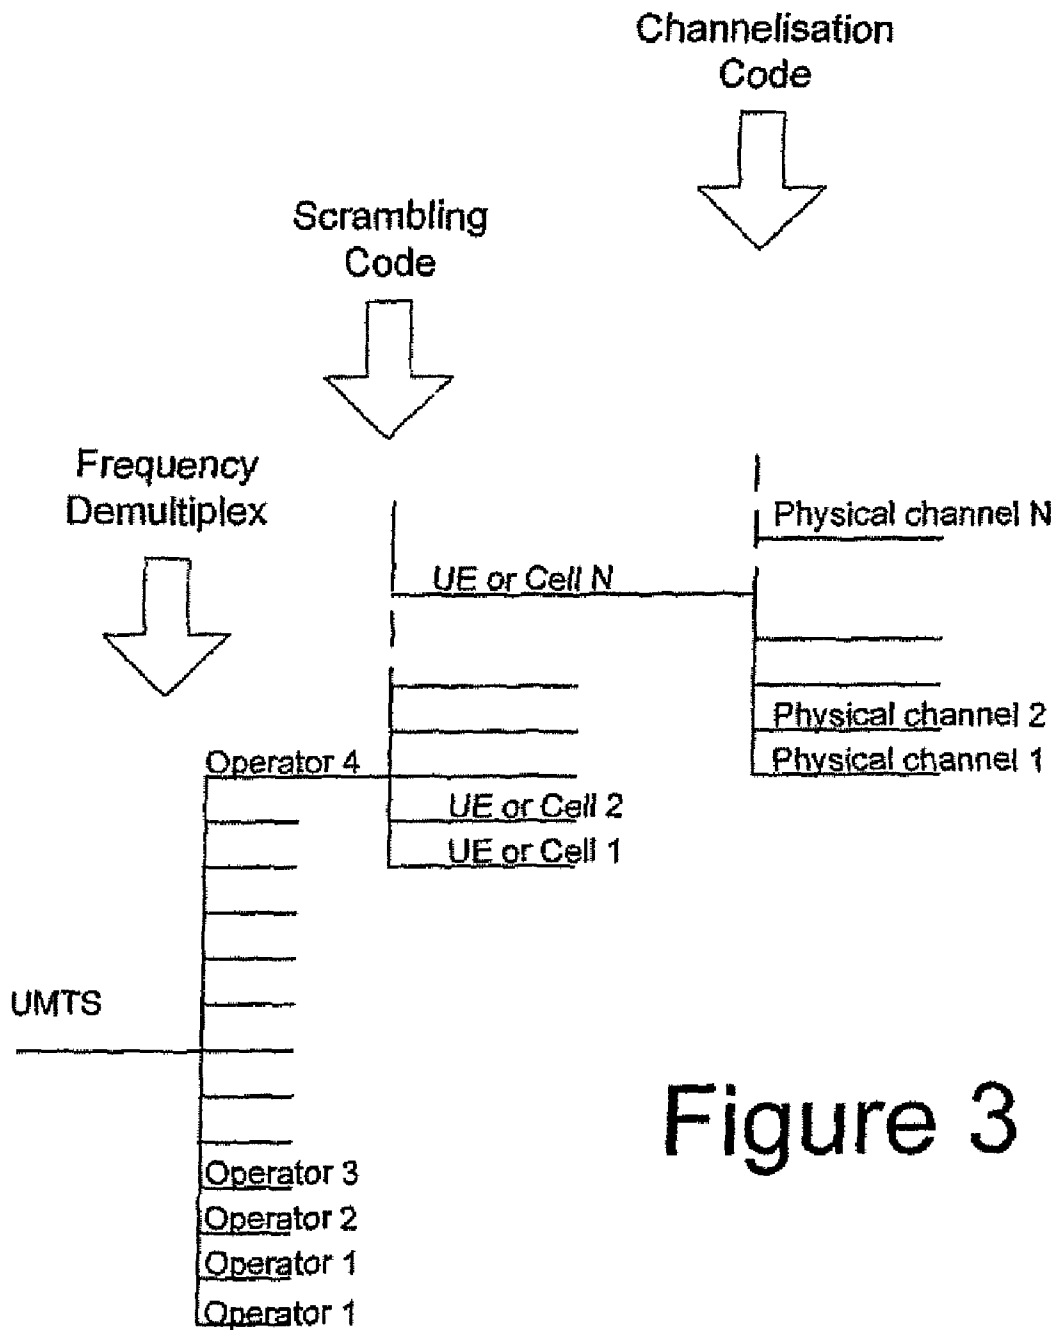 Channelisation
Code
Scrambling
Code
Frequency
Demultiplex
Physical channel N
UE or Cell N
Physical channel 2
Physical channel 1
Operator 4
UE or Cell 2
UE or Cell 1
UMTS
Figure 3
Operator 3
Operator 2
Operator 1
Operator 1